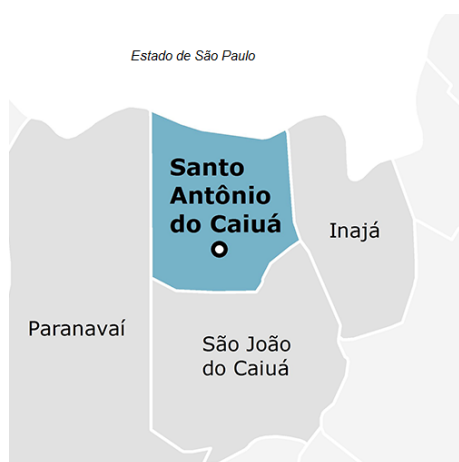 Estado de São Paulo
Santo
Antônio
do Caiuá
Inajá
Paranavaí
São João
do Caiuá